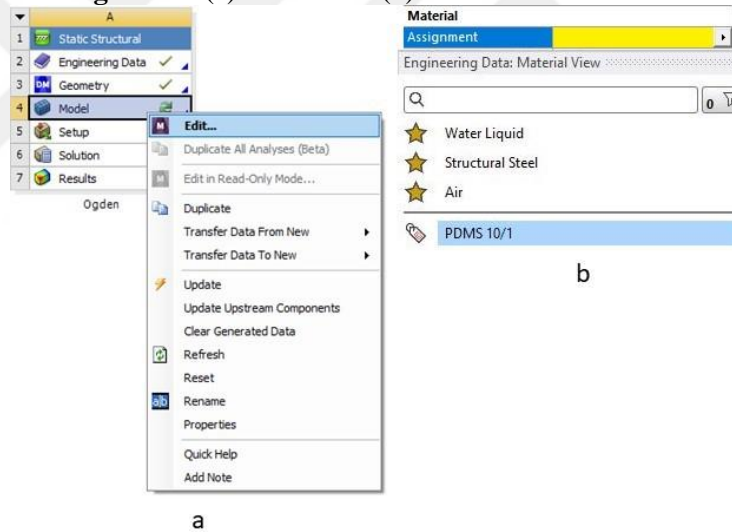 A
1 Static Structural
2 Engineering Data
3 DM Geometry
4 Model
5 Setup
6 Solution
7 Results
Ogden
Edit...
Duplicate All Analyses (Beta)
Edit in Read-Only Mode...
Duplicate
Transfer Data From New
Transfer Data To New
Update
Update Upstream Components
Clear Generated Data
Refresh
Reset
a|b Rename
Properties
Quick Help
Add Note
a
Material
Assignment
Engineering Data: Material View
0
Water Liquid
Structural Steel
Air
PDMS 10/1
b